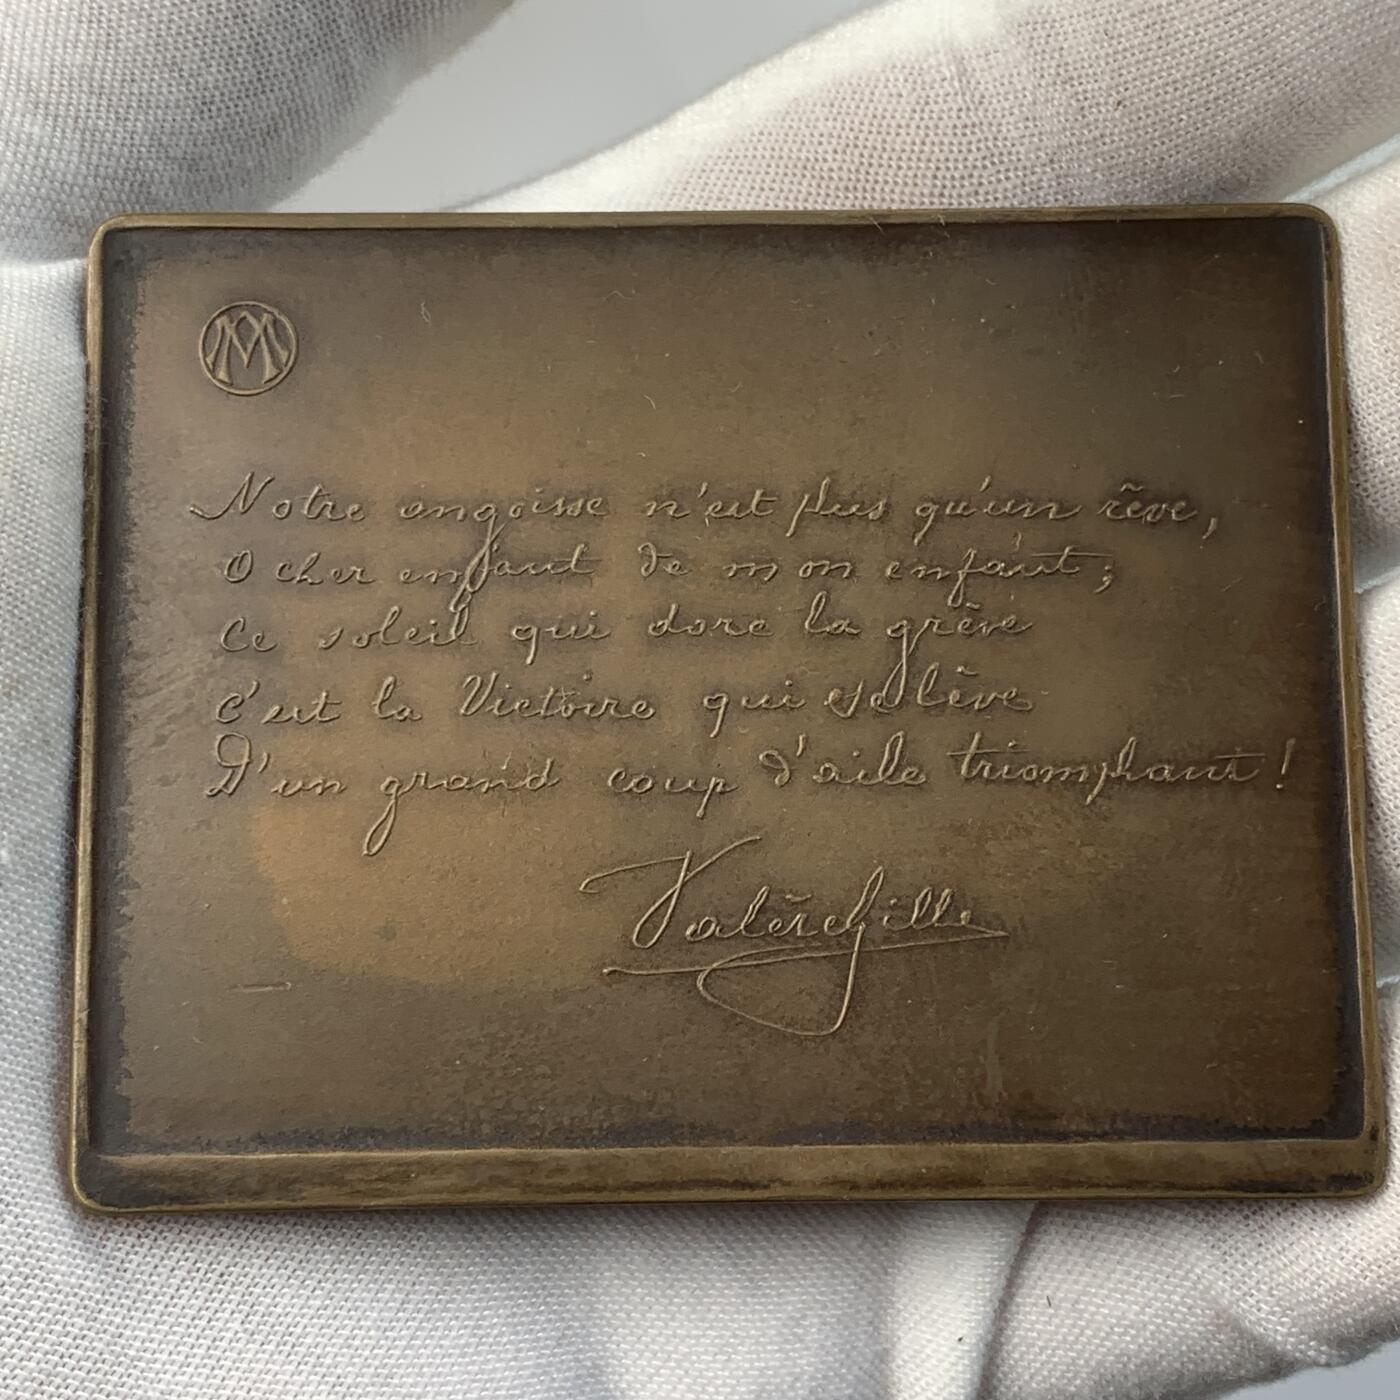 AM
Notre angoisse n'est plus qu'un rêve,
O cher enfant de mon enfant ;
Ce soleil qui dore la grève
C'est la Victoire qui se lève
D'un grand coup d'aile triomphant !
Valère Gille